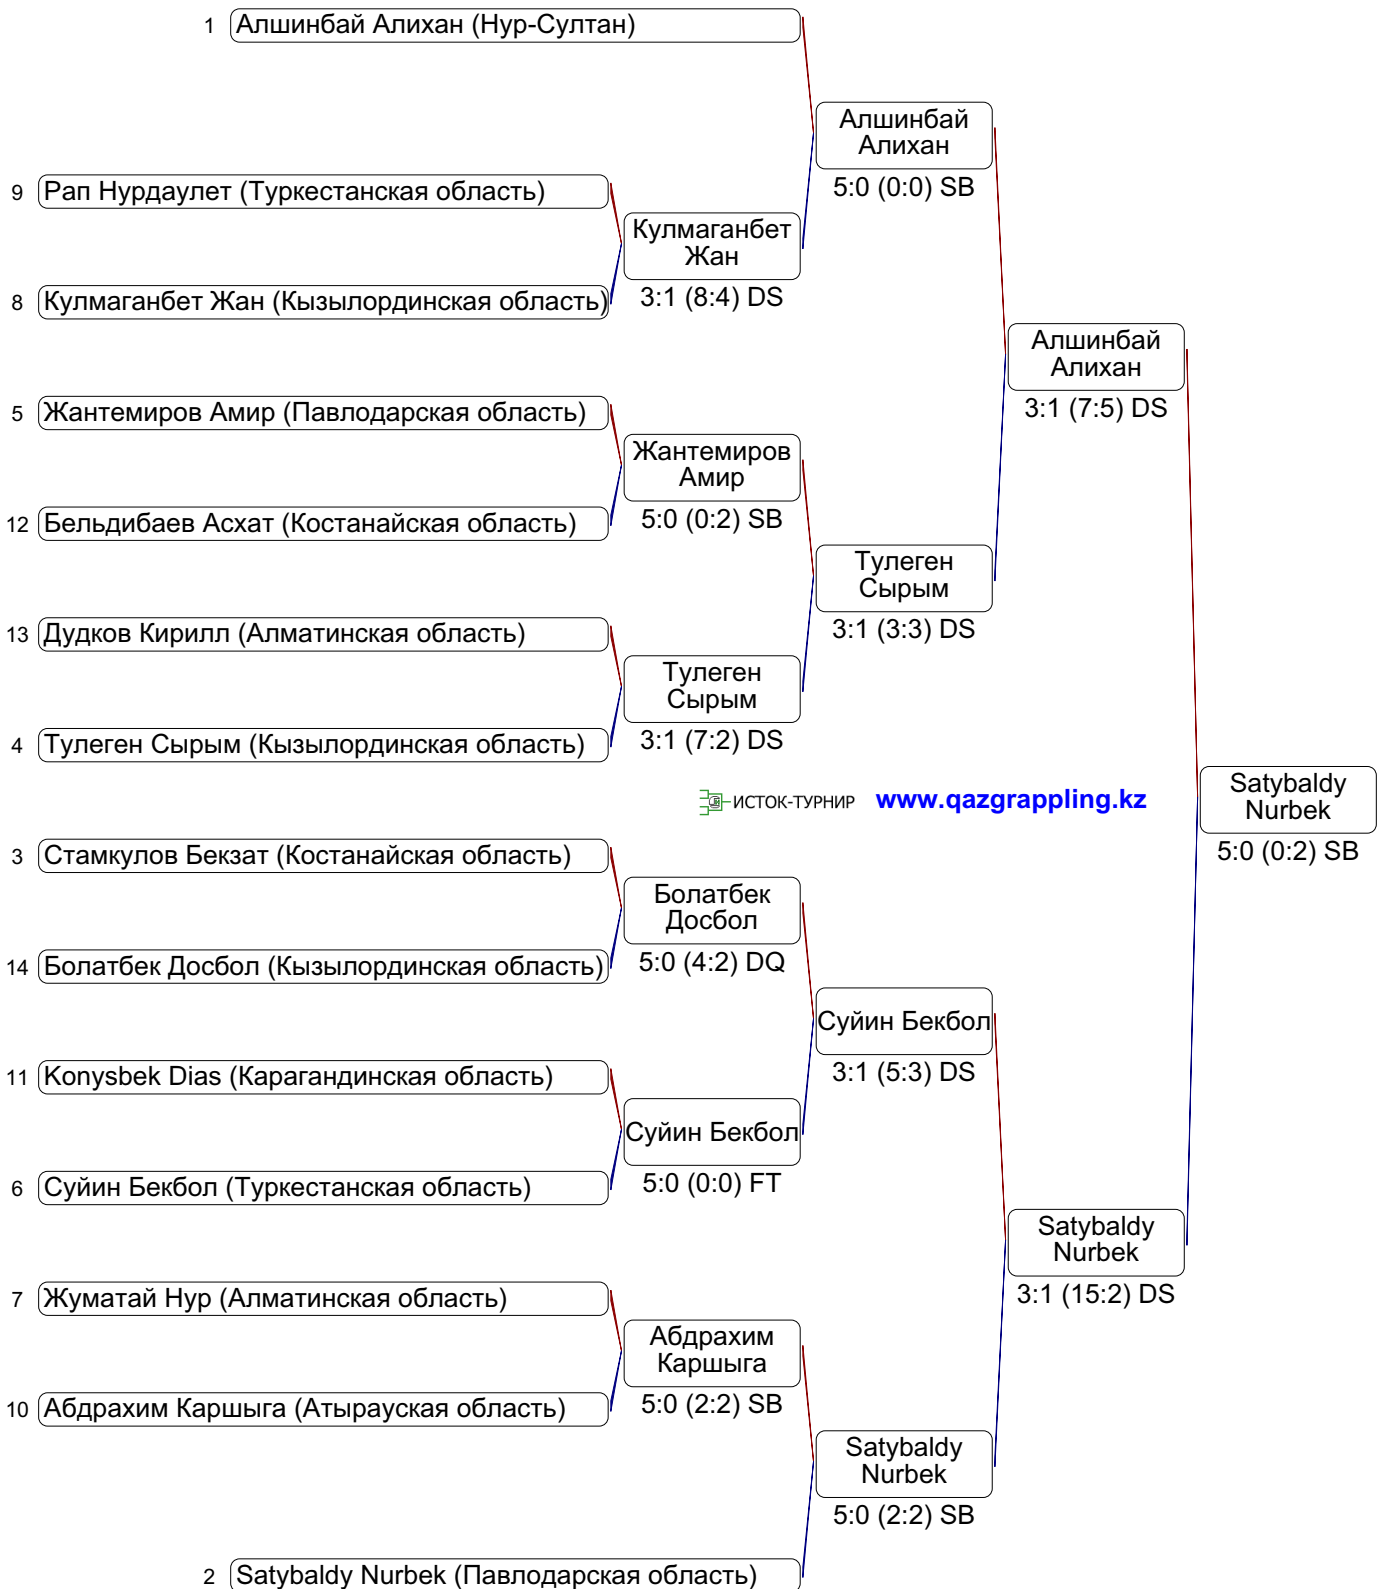 1 Алшинбай Алихан (Нур-Султан)
Алшинбай
Алихан
5:0 (0:0) SB
9 Рап Нурдаулет (Туркестанская область)
Кулмаганбет
Жан
3:1 (8:4) DS
8 Кулмаганбет Жан (Кызылординская область)
Алшинбай
Алихан
3:1 (7:5) DS
5 Жантемиров Амир (Павлодарская область)
Жантемиров
Амир
5:0 (0:2) SB
12 Бельдибаев Асхат (Костанайская область)
Тулеген
Сырым
3:1 (3:3) DS
13 Дудков Кирилл (Алматинская область)
Тулеген
Сырым
3:1 (7:2) DS
4 Тулеген Сырым (Кызылординская область)
ИСТОК-ТУРНИР www.qazgrappling.kz
Satybaldy
Nurbek
5:0 (0:2) SB
3 Стамкулов Бекзат (Костанайская область)
Болатбек
Досбол
5:0 (4:2) DQ
14 Болатбек Досбол (Кызылординская область)
Суйин Бекбол
3:1 (5:3) DS
11 Konysbek Dias (Карагандинская область)
Суйин Бекбол
5:0 (0:0) FT
6 Суйин Бекбол (Туркестанская область)
Satybaldy
Nurbek
3:1 (15:2) DS
7 Жуматай Нур (Алматинская область)
Абдрахим
Каршыга
5:0 (2:2) SB
10 Абдрахим Каршыга (Атырауская область)
Satybaldy
Nurbek
5:0 (2:2) SB
2 Satybaldy Nurbek (Павлодарская область)